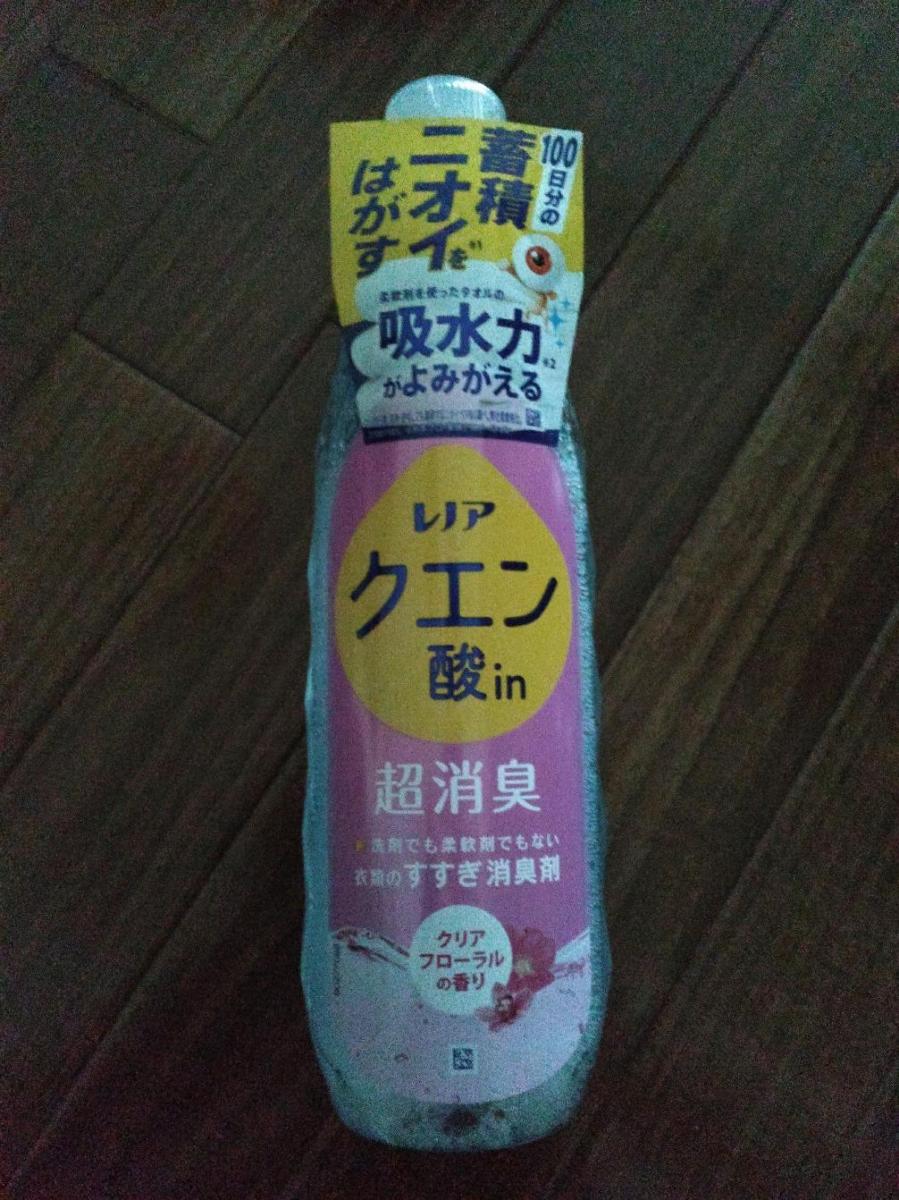 100日分の
蓄積
ニオイを※1
はがす
柔軟剤を使ったタオルの
吸水力※2
がよみがえる
レノア
クエン
酸in
超消臭
洗剤でも柔軟剤でもない
衣類のすすぎ消臭剤
クリア
フローラル
の香り